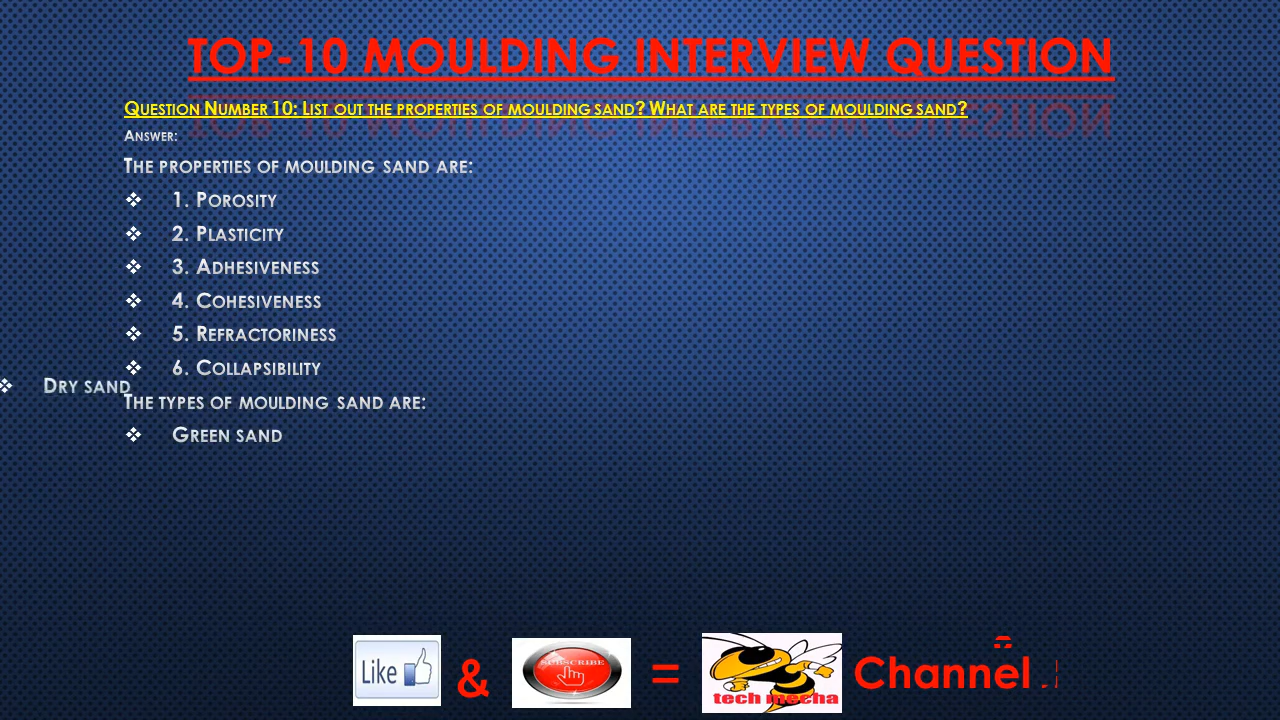 TOP-10 MOULDING INTERVIEW QUESTION
QUESTION NUMBER 10: LIST OUT THE PROPERTIES OF MOULDING SAND? WHAT ARE THE TYPES OF MOULDING SAND?
ANSWER:
THE PROPERTIES OF MOULDING SAND ARE:
❖ 1. POROSITY
❖ 2. PLASTICITY
❖ 3. ADHESIVENESS
❖ 4. COHESIVENESS
❖ 5. REFRACTORINESS
❖ 6. COLLAPSIBILITY
❖ DRY SAND
THE TYPES OF MOULDING SAND ARE:
❖ GREEN SAND
Like & SUBSCRIBE = tech mecha Channel